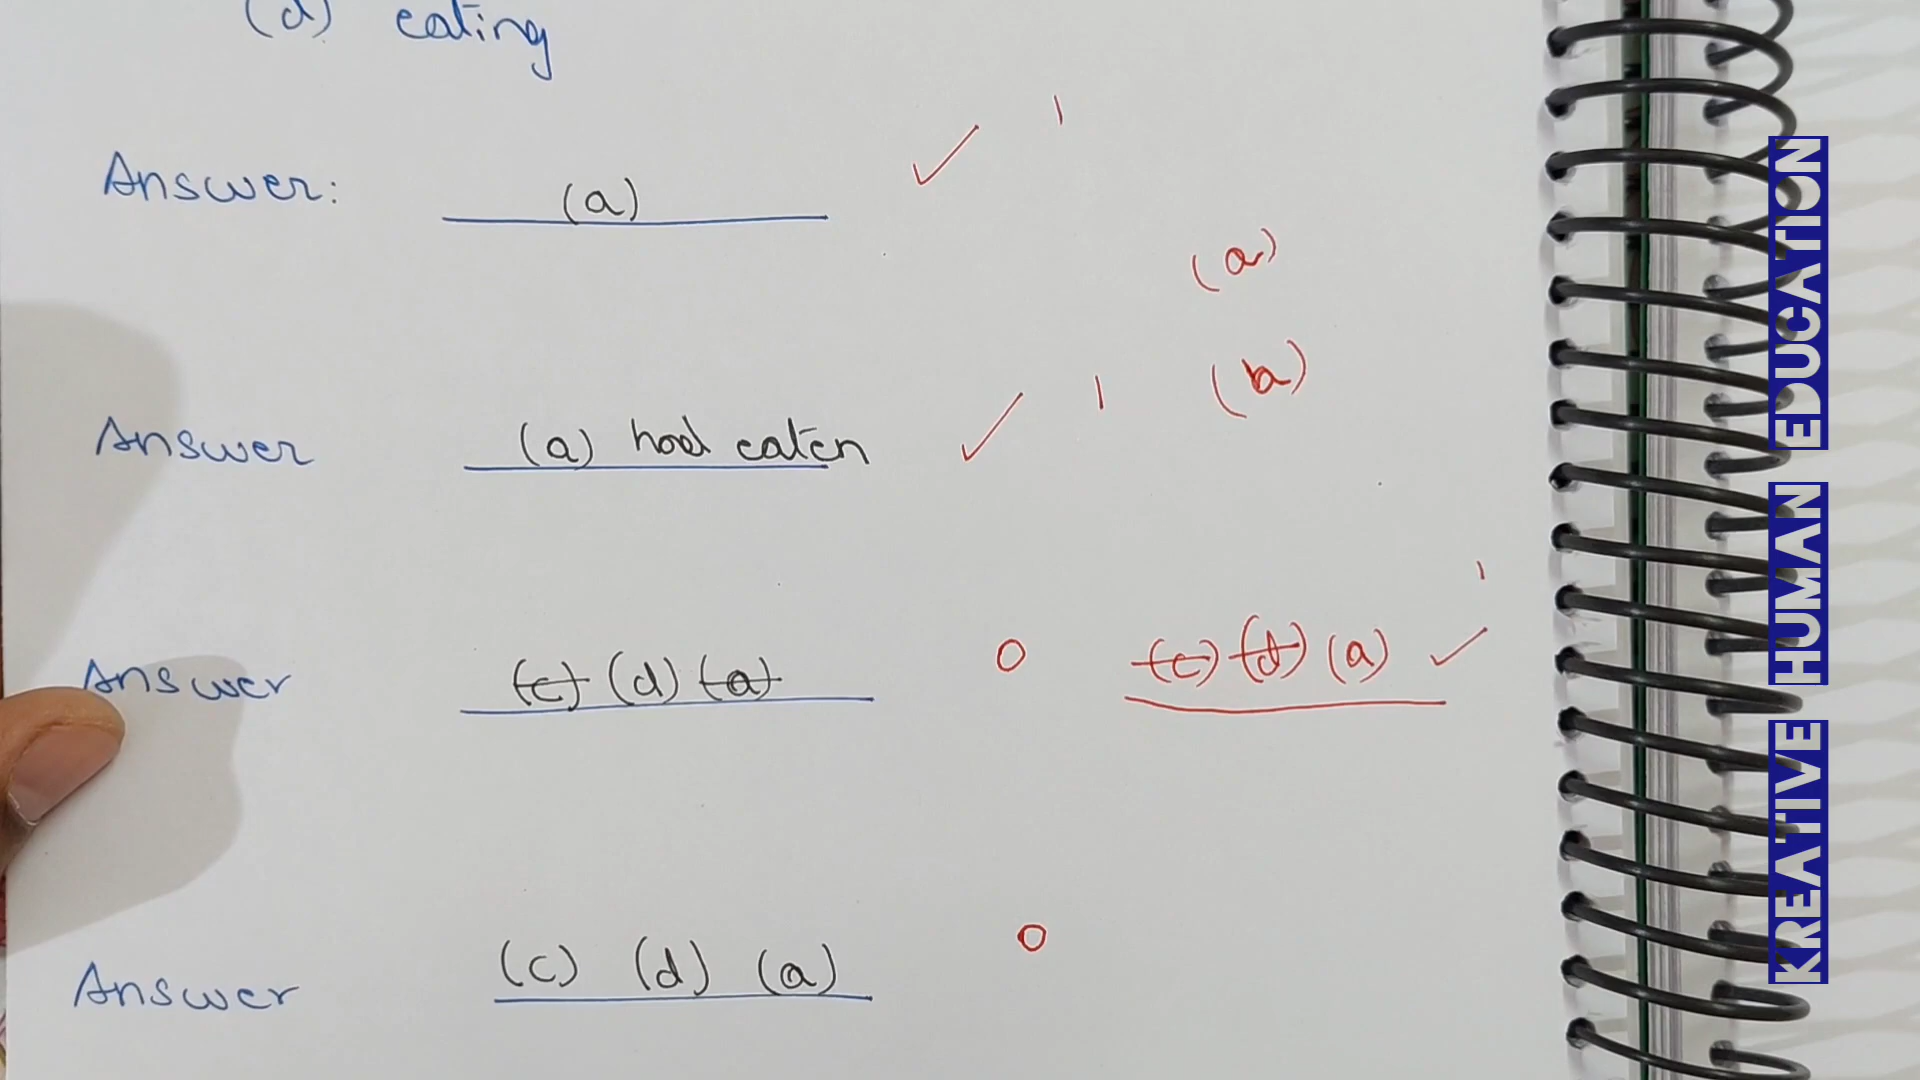 (d) eating
Answer: (a) ✓ 1
(a)
(b)
Answer (a) had eaten ✓ 1
Answer (c) (d) (a) 0 (c) (d) (a) ✓ 1
Answer (c) (d) (a) 0
KREATIVE HUMAN EDUCATION